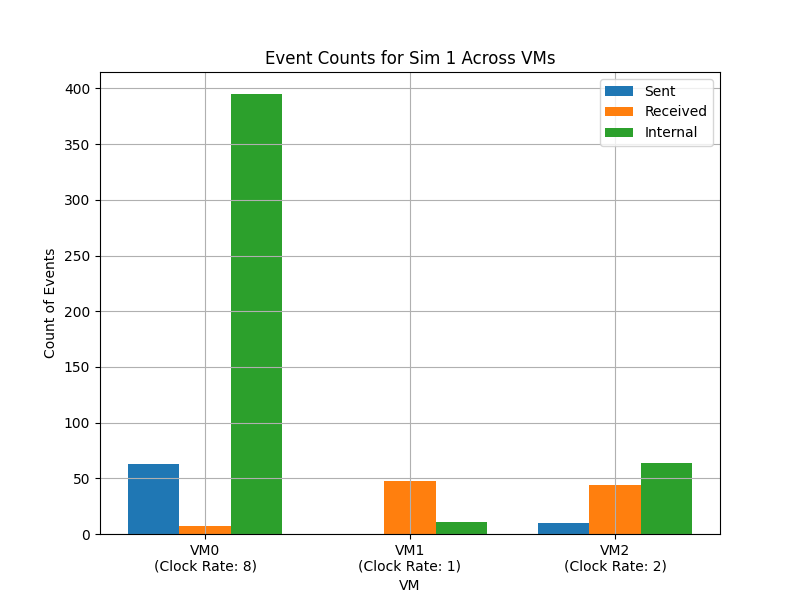 Event Counts for Sim 1 Across VMs
Sent
Received
Internal
Count of Events
400
350
300
250
200
150
100
50
0
VM0
(Clock Rate: 8)
VM1
(Clock Rate: 1)
VM2
(Clock Rate: 2)
VM